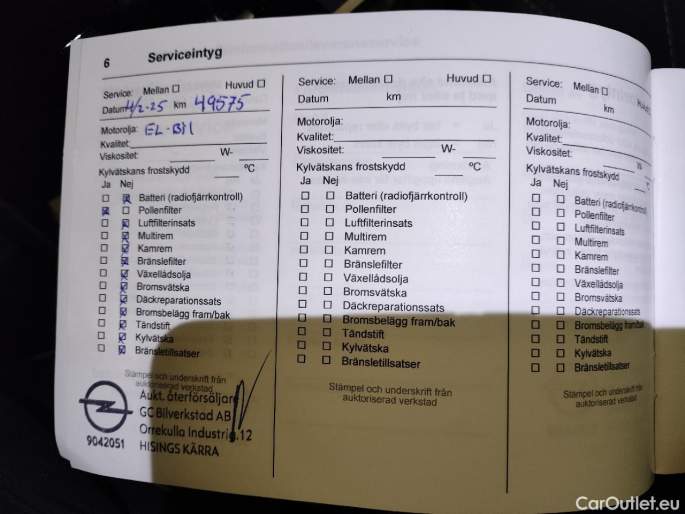 6 Serviceintyg
Service: Mellan ☐ Huvud ☐
Datum 4/2-25 km 49575
Motorolja: EL-Bil
Kvalitet:
Viskositet: W-
Kylvätskans frostskydd °C
Ja Nej
☐ ☒ Batteri (radiofjärrkontroll)
☒ ☐ Pollenfilter
☐ ☒ Luftfilterinsats
☐ ☒ Multirem
☐ ☒ Kamrem
☐ ☒ Bränslefilter
☐ ☒ Växellådsolja
☐ ☒ Bromsvätska
☐ ☒ Däckreparationssats
☐ ☒ Bromsbelägg fram/bak
☐ ☒ Tändstift
☐ ☒ Kylvätska
☐ ☒ Bränsletillsatser
Stämpel och underskrift från
auktoriserad verkstad
Aukt. återförsäljare
GC Bilverkstad AB
Orrekulla Industrig.12
9042051 HISINGS KÄRRA
Service: Mellan ☐ Huvud ☐
Datum km
Motorolja:
Kvalitet:
Viskositet: W-
Kylvätskans frostskydd °C
Ja Nej
☐ ☐ Batteri (radiofjärrkontroll)
☐ ☐ Pollenfilter
☐ ☐ Luftfilterinsats
☐ ☐ Multirem
☐ ☐ Kamrem
☐ ☐ Bränslefilter
☐ ☐ Växellådsolja
☐ ☐ Bromsvätska
☐ ☐ Däckreparationssats
☐ ☐ Bromsbelägg fram/bak
☐ ☐ Tändstift
☐ ☐ Kylvätska
☐ ☐ Bränsletillsatser
Stämpel och underskrift från
auktoriserad verkstad
Service: Mellan ☐ Huvud ☐
Datum km
Motorolja:
Kvalitet:
Viskositet: W-
Kylvätskans frostskydd °C
Ja Nej
☐ ☐ Batteri (radiofjärrkontroll)
☐ ☐ Pollenfilter
☐ ☐ Luftfilterinsats
☐ ☐ Multirem
☐ ☐ Kamrem
☐ ☐ Bränslefilter
☐ ☐ Växellådsolja
☐ ☐ Bromsvätska
☐ ☐ Däckreparationssats
☐ ☐ Bromsbelägg fram/bak
☐ ☐ Tändstift
☐ ☐ Kylvätska
☐ ☐ Bränsletillsatser
Stämpel och underskrift från
auktoriserad verkstad
CarOutlet.eu